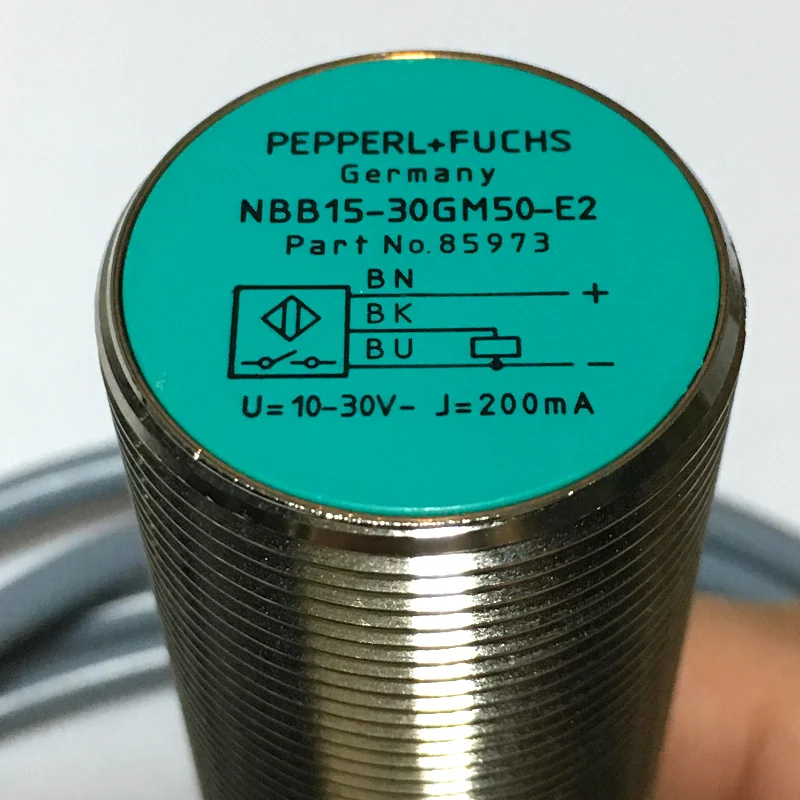 PEPPERL+FUCHS
Germany
NBB15-30GM50-E2
Part No. 85973
BN +
BK
BU -
U=10-30V- J=200mA